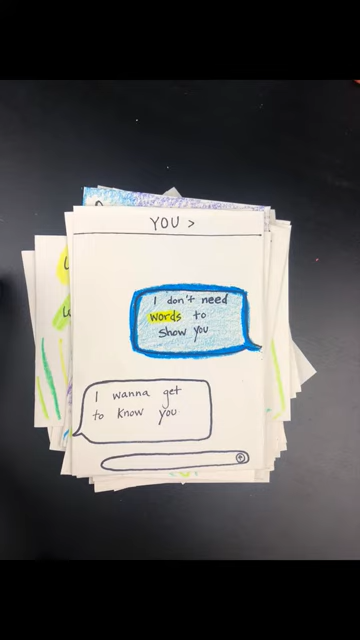 YOU >
I don't need
words to
show you
I wanna get
to know you